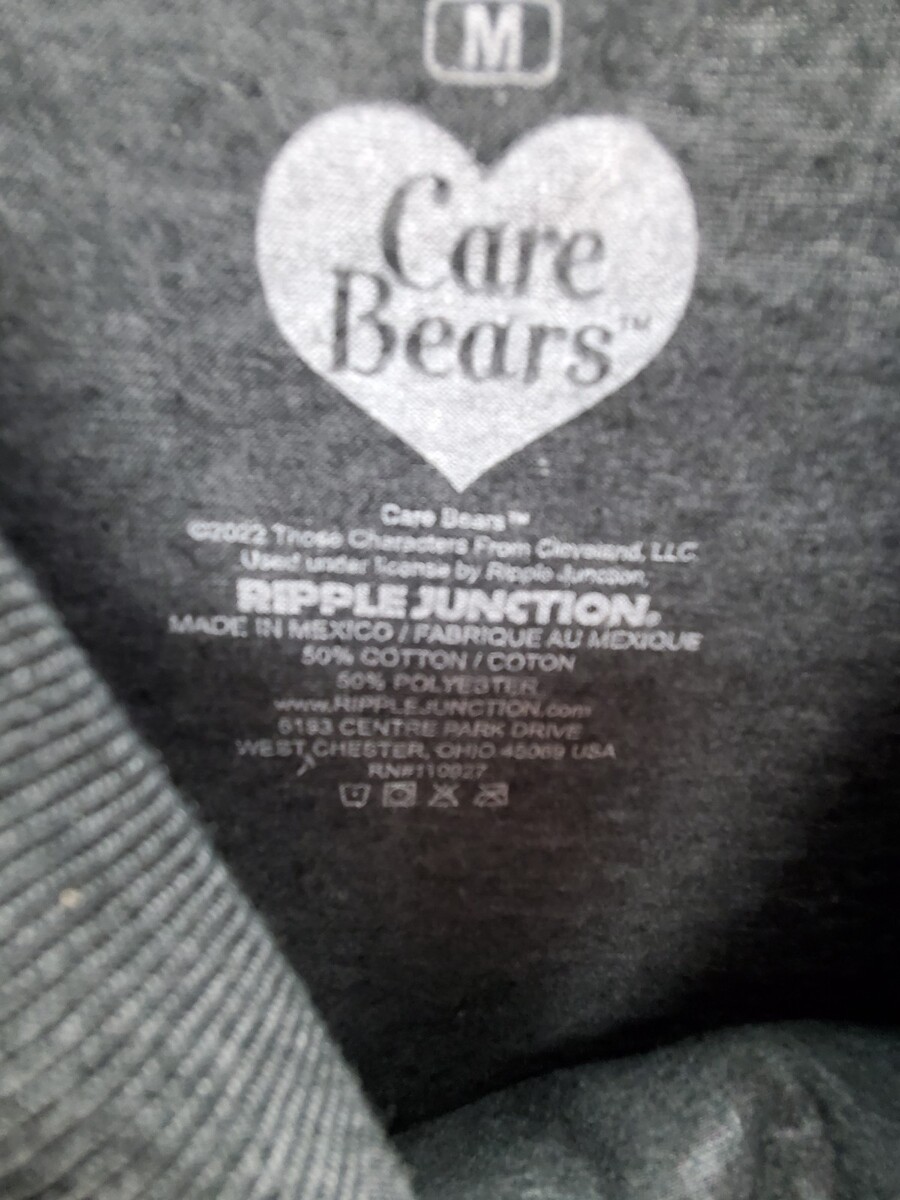 M
Care
Bears™
Care Bears™
©2022 Those Characters From Cleveland, LLC.
Used under license by Ripple Junction.
RIPPLE JUNCTION®
MADE IN MEXICO / FABRIQUE AU MEXIQUE
50% COTTON / COTON
50% POLYESTER
www.RIPPLEJUNCTION.com
6193 CENTRE PARK DRIVE
WEST CHESTER, OHIO 45069 USA
RN#110927